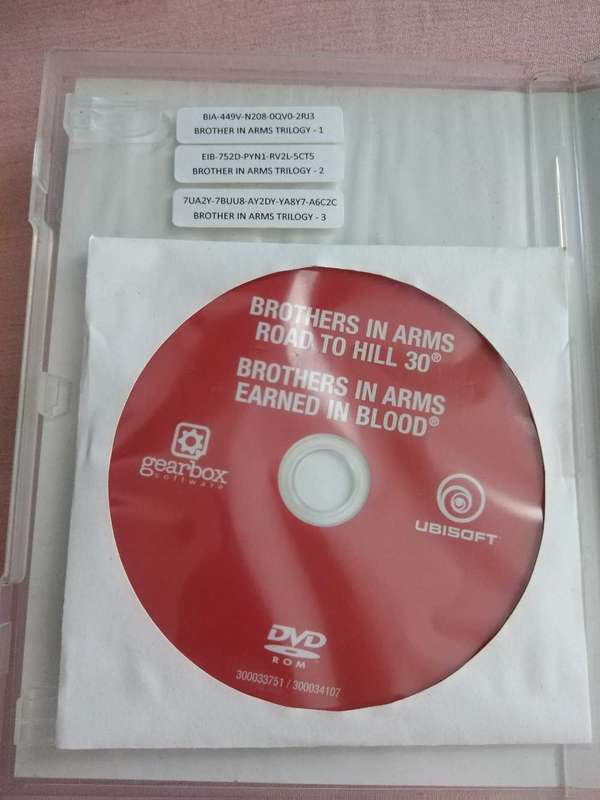 BIA-449V-N208-0QV0-2RJ3
BROTHER IN ARMS TRILOGY - 1
EIB-752D-PYN1-RV2L-5CT5
BROTHER IN ARMS TRILOGY - 2
7UA2Y-7BUU8-AY2DY-YA8Y7-A6C2C
BROTHER IN ARMS TRILOGY - 3
BROTHERS IN ARMS
ROAD TO HILL 30®
BROTHERS IN ARMS
EARNED IN BLOOD®
gearbox
software
UBISOFT
DVD
ROM
300033751 / 300034107